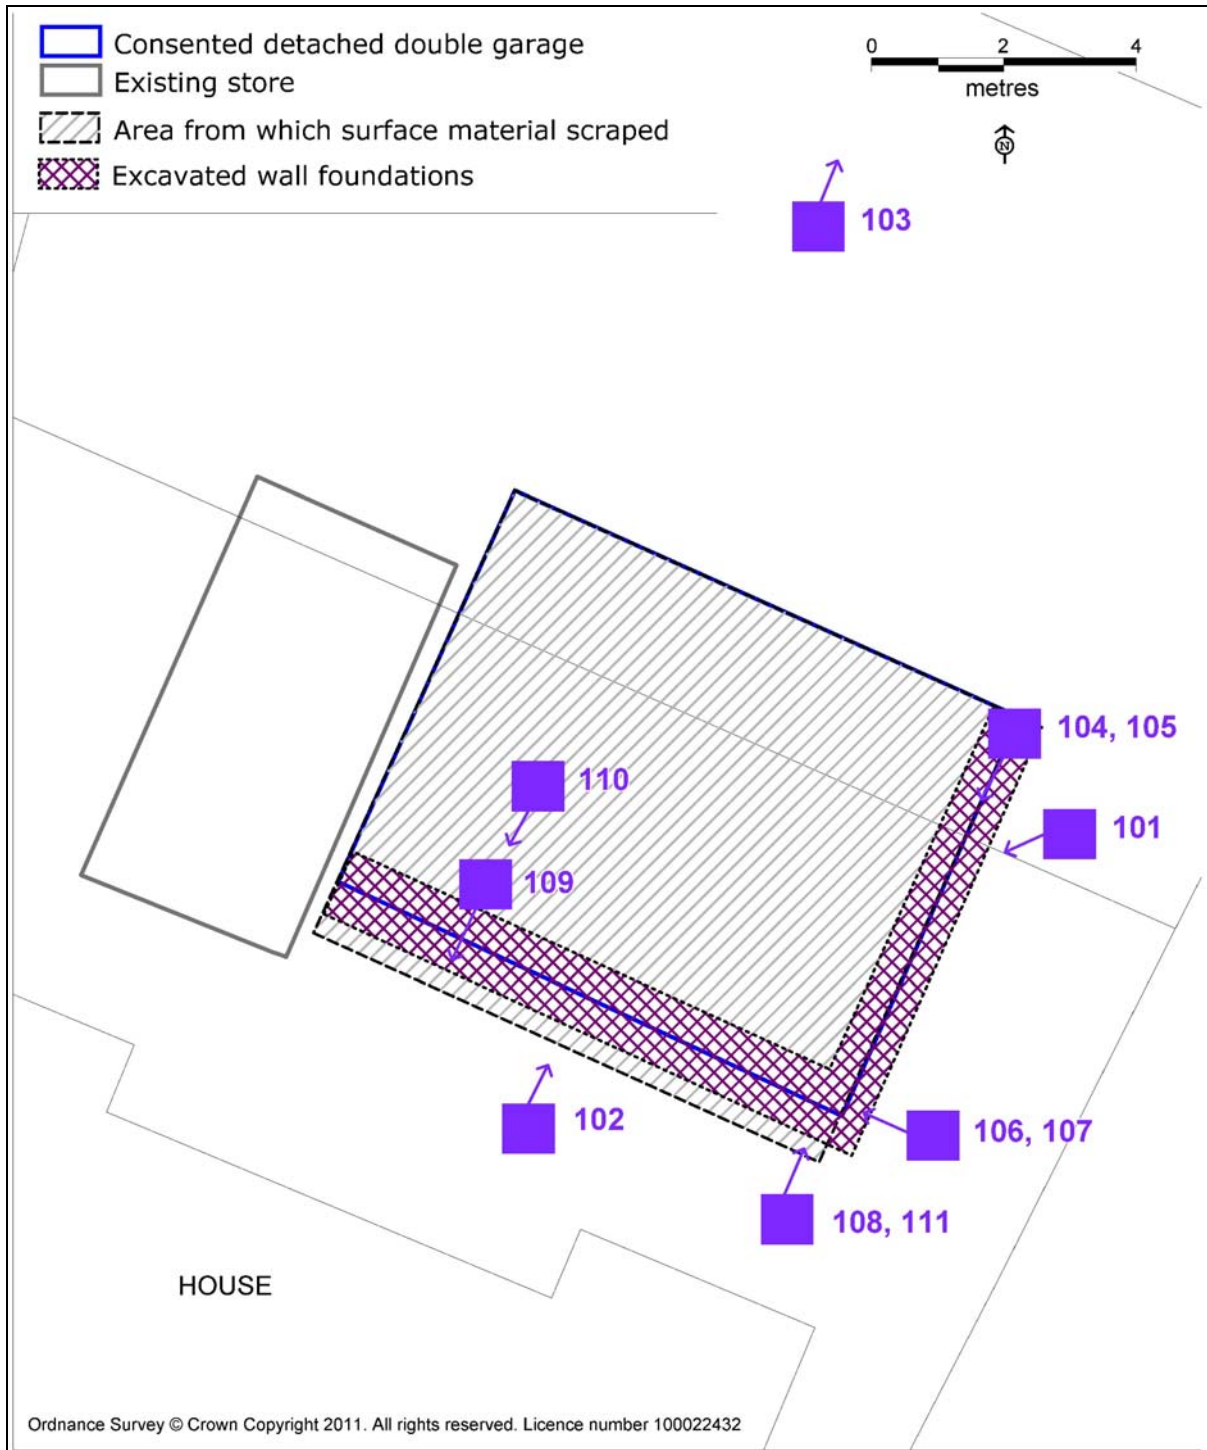 Consented detached double garage
Existing store
Area from which surface material scraped
Excavated wall foundations
0 2 4
metres
N
103
104, 105
110
101
109
102
106, 107
108, 111
HOUSE
Ordnance Survey © Crown Copyright 2011. All rights reserved. Licence number 100022432